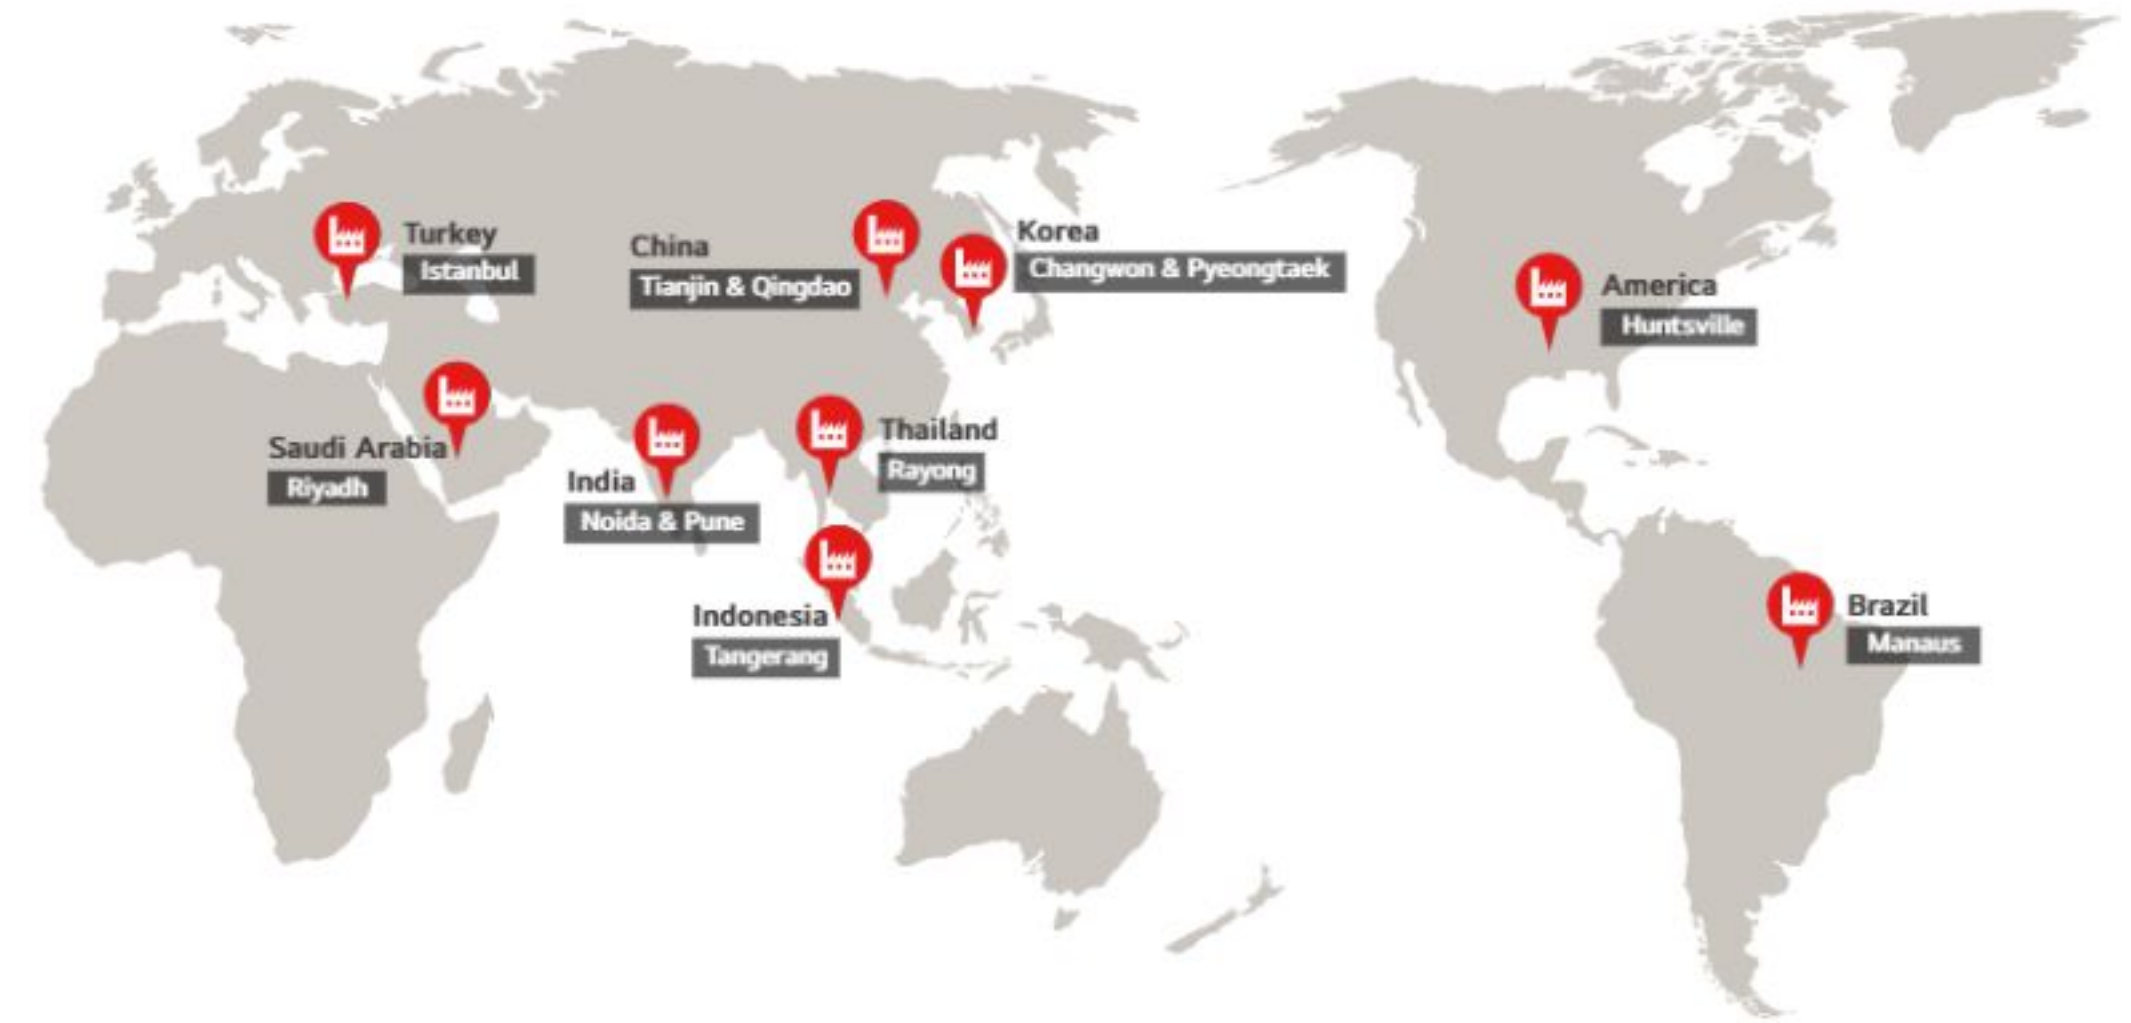 Turkey
Istanbul
China
Tianjin & Qingdao
Korea
Changwon & Pyeongtaek
America
Huntsville
Saudi Arabia
Riyadh
India
Noida & Pune
Thailand
Rayong
Indonesia
Tangerang
Brazil
Manaus